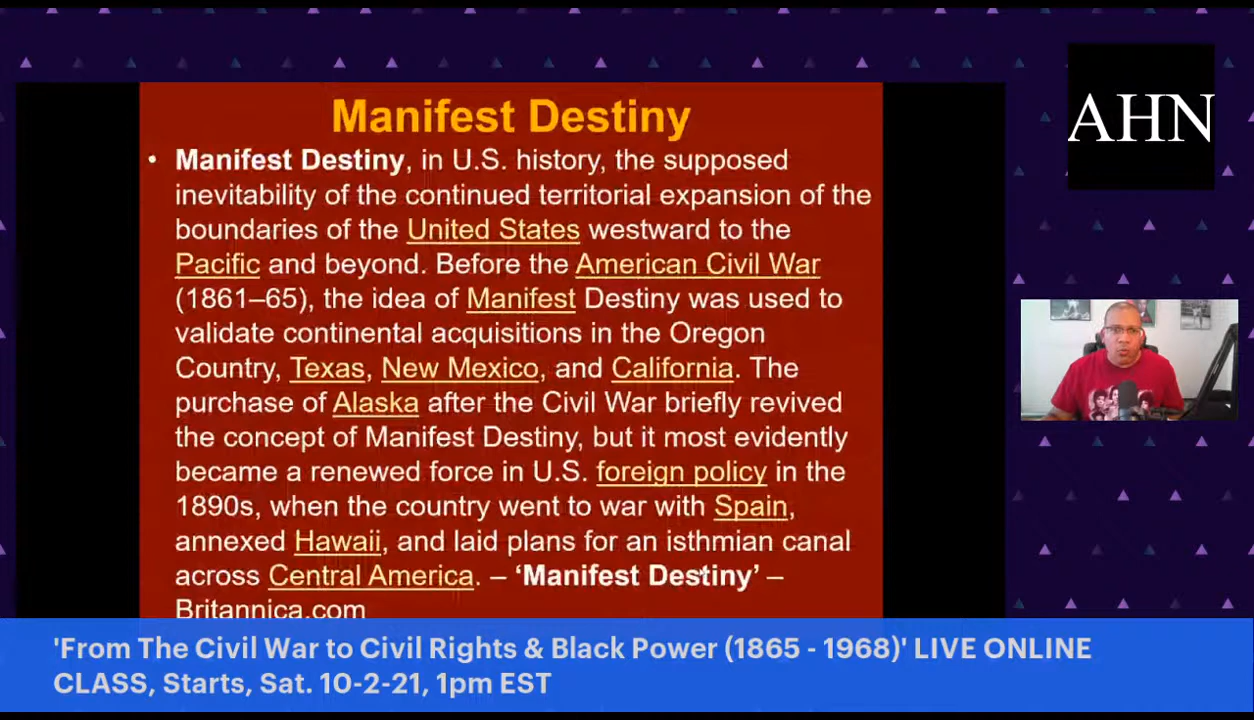 Manifest Destiny
AHN
• Manifest Destiny, in U.S. history, the supposed
inevitability of the continued territorial expansion of the
boundaries of the United States westward to the
Pacific and beyond. Before the American Civil War
(1861–65), the idea of Manifest Destiny was used to
validate continental acquisitions in the Oregon
Country, Texas, New Mexico, and California. The
purchase of Alaska after the Civil War briefly revived
the concept of Manifest Destiny, but it most evidently
became a renewed force in U.S. foreign policy in the
1890s, when the country went to war with Spain,
annexed Hawaii, and laid plans for an isthmian canal
across Central America. – ‘Manifest Destiny’ –
Britannica.com
'From The Civil War to Civil Rights & Black Power (1865 - 1968)' LIVE ONLINE
CLASS, Starts, Sat. 10-2-21, 1pm EST